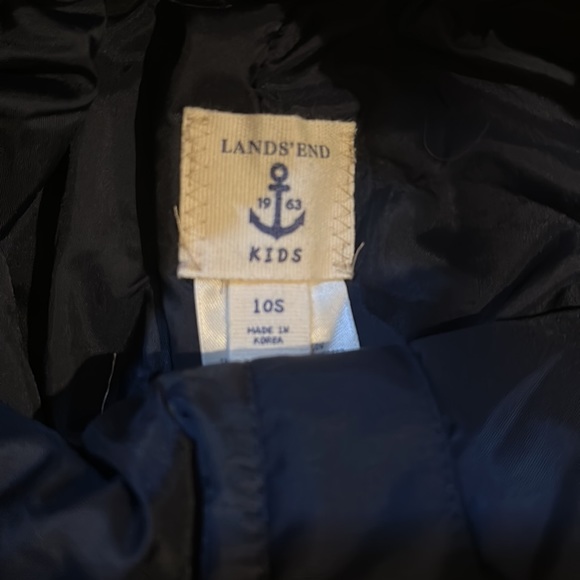 LANDS' END
19 63
KIDS
10S
MADE IN
KOREA